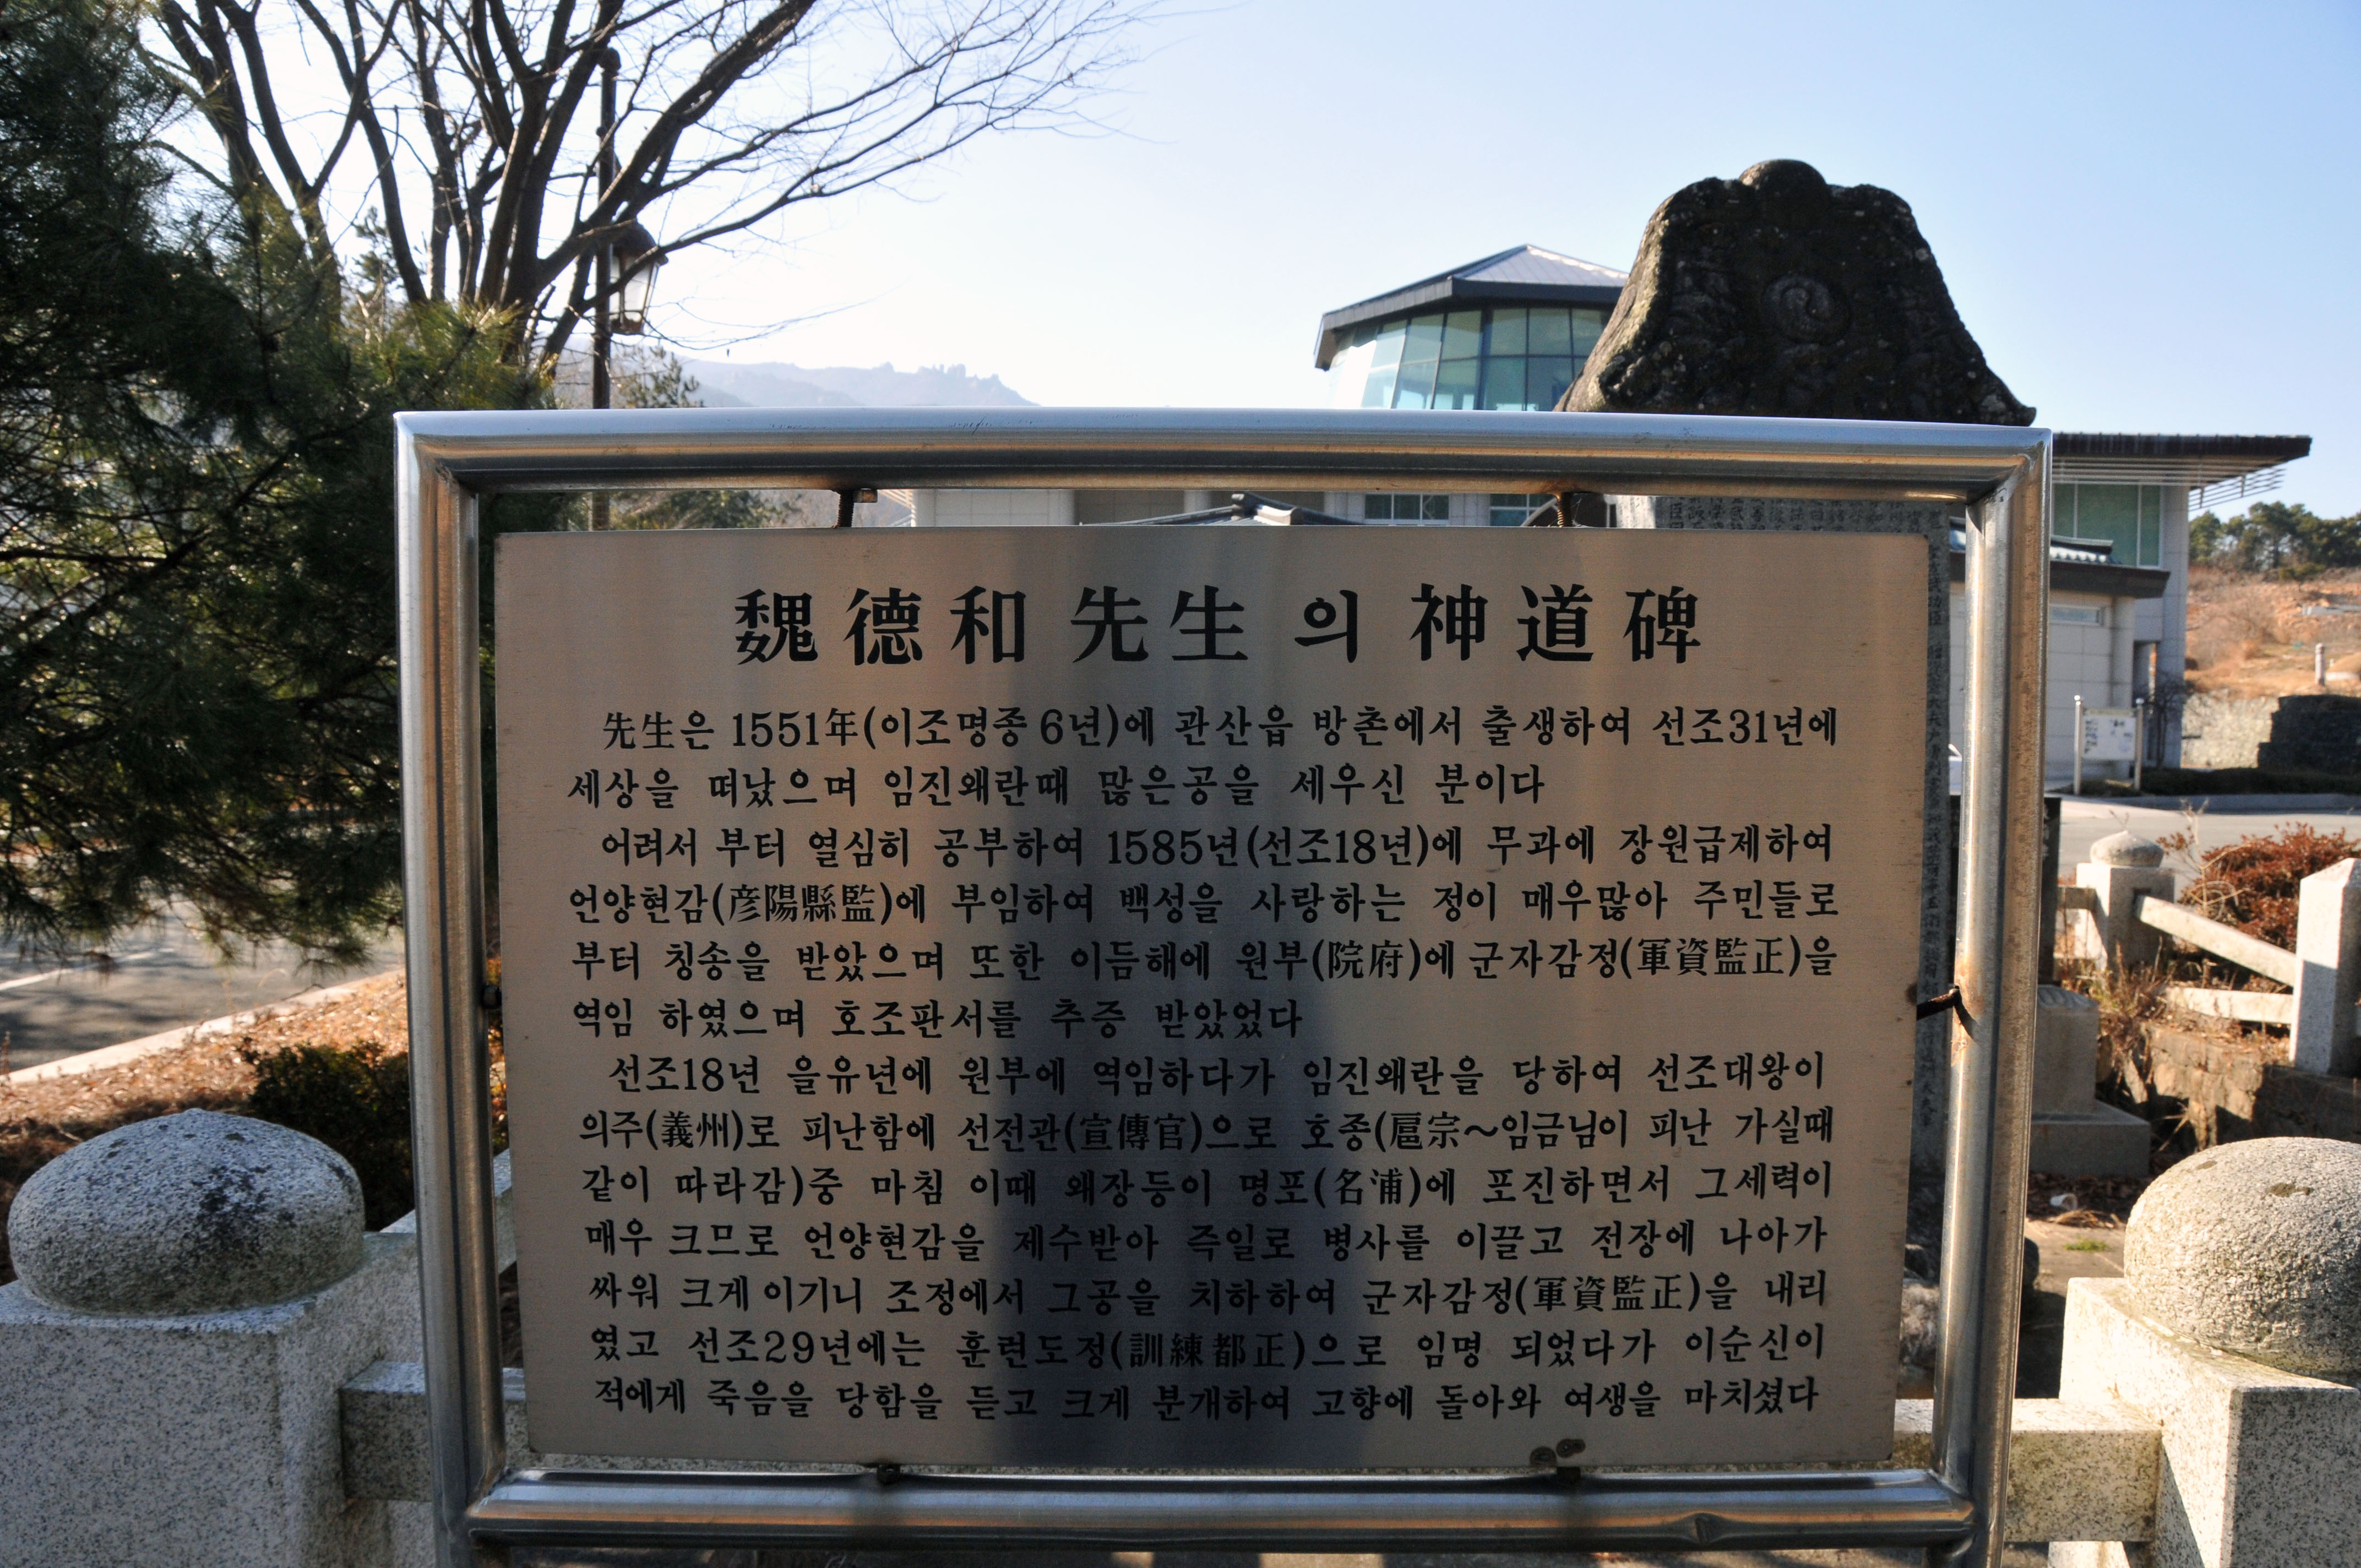 魏德和 先生의 神道碑
先生은 1551年(이조명종 6년)에 관산읍 방촌에서 출생하여 선조31년에
세상을 떠났으며 임진왜란때 많은공을 세우신 분이다
어려서 부터 열심히 공부하여 1585년(선조18년)에 무과에 장원급제하여
언양현감(彦陽縣監)에 부임하여 백성을 사랑하는 정이 매우많아 주민들로
부터 칭송을 받았으며 또한 이듬해에 원부(院府)에 군자감정(軍資監正)을
역임 하였으며 호조판서를 추증 받았었다
선조18년 을유년에 원부에 역임하다가 임진왜란을 당하여 선조대왕이
의주(義州)로 피난함에 선전관(宣傳官)으로 호종(扈宗～임금님이 피난 가실때
같이 따라감)중 마침 이때 왜장등이 명포(名浦)에 포진하면서 그세력이
매우 크므로 언양현감을 제수받아 즉일로 병사를 이끌고 전장에 나아가
싸워 크게 이기니 조정에서 그공을 치하하여 군자감정(軍資監正)을 내리
였고 선조29년에는 훈련도정(訓練都正)으로 임명 되었다가 이순신이
적에게 죽음을 당함을 듣고 크게 분개하여 고향에 돌아와 여생을 마치셨다